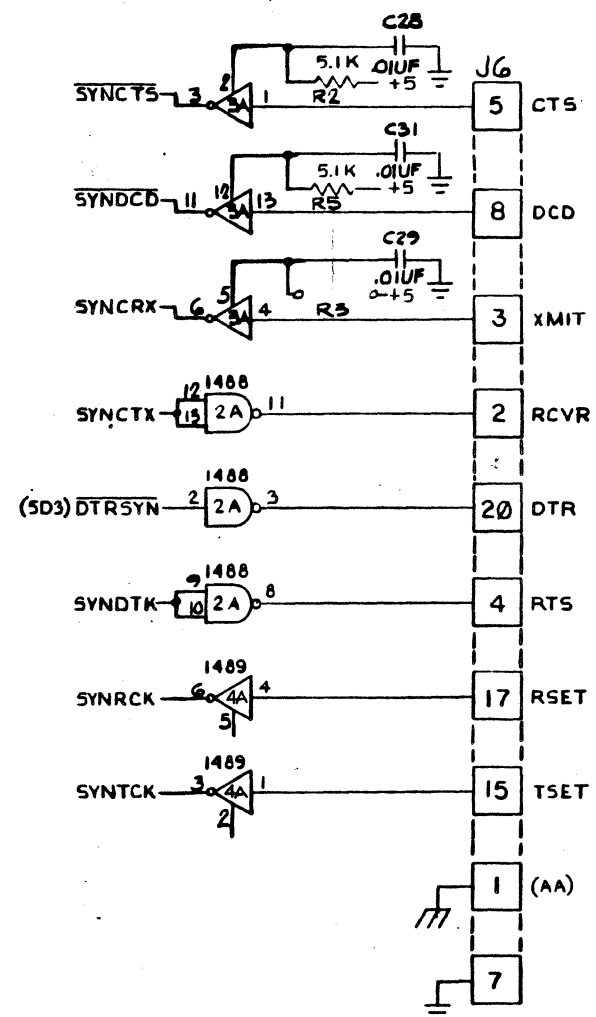 C28
5.1K .01UF J6
SYNCTS 3 2 3A 1 R2 +5 5 CTS
C31
5.1K .01UF
SYNDCD 11 12 3A 13 R5 +5 8 DCD
C29
.01UF
SYNCRX 6 5 3A 4 R3 +5 3 XMIT
1488
SYNCTX 12 13 2A 11 2 RCVR
1488
(5D3) DTRSYN 2 2A 3 20 DTR
1488
SYNDTK 9 10 2A 8 4 RTS
1489
SYNRCK 6 4A 4 17 RSET
5
1489
SYNTCK 3 4A 1 15 TSET
2
1 (AA)
7